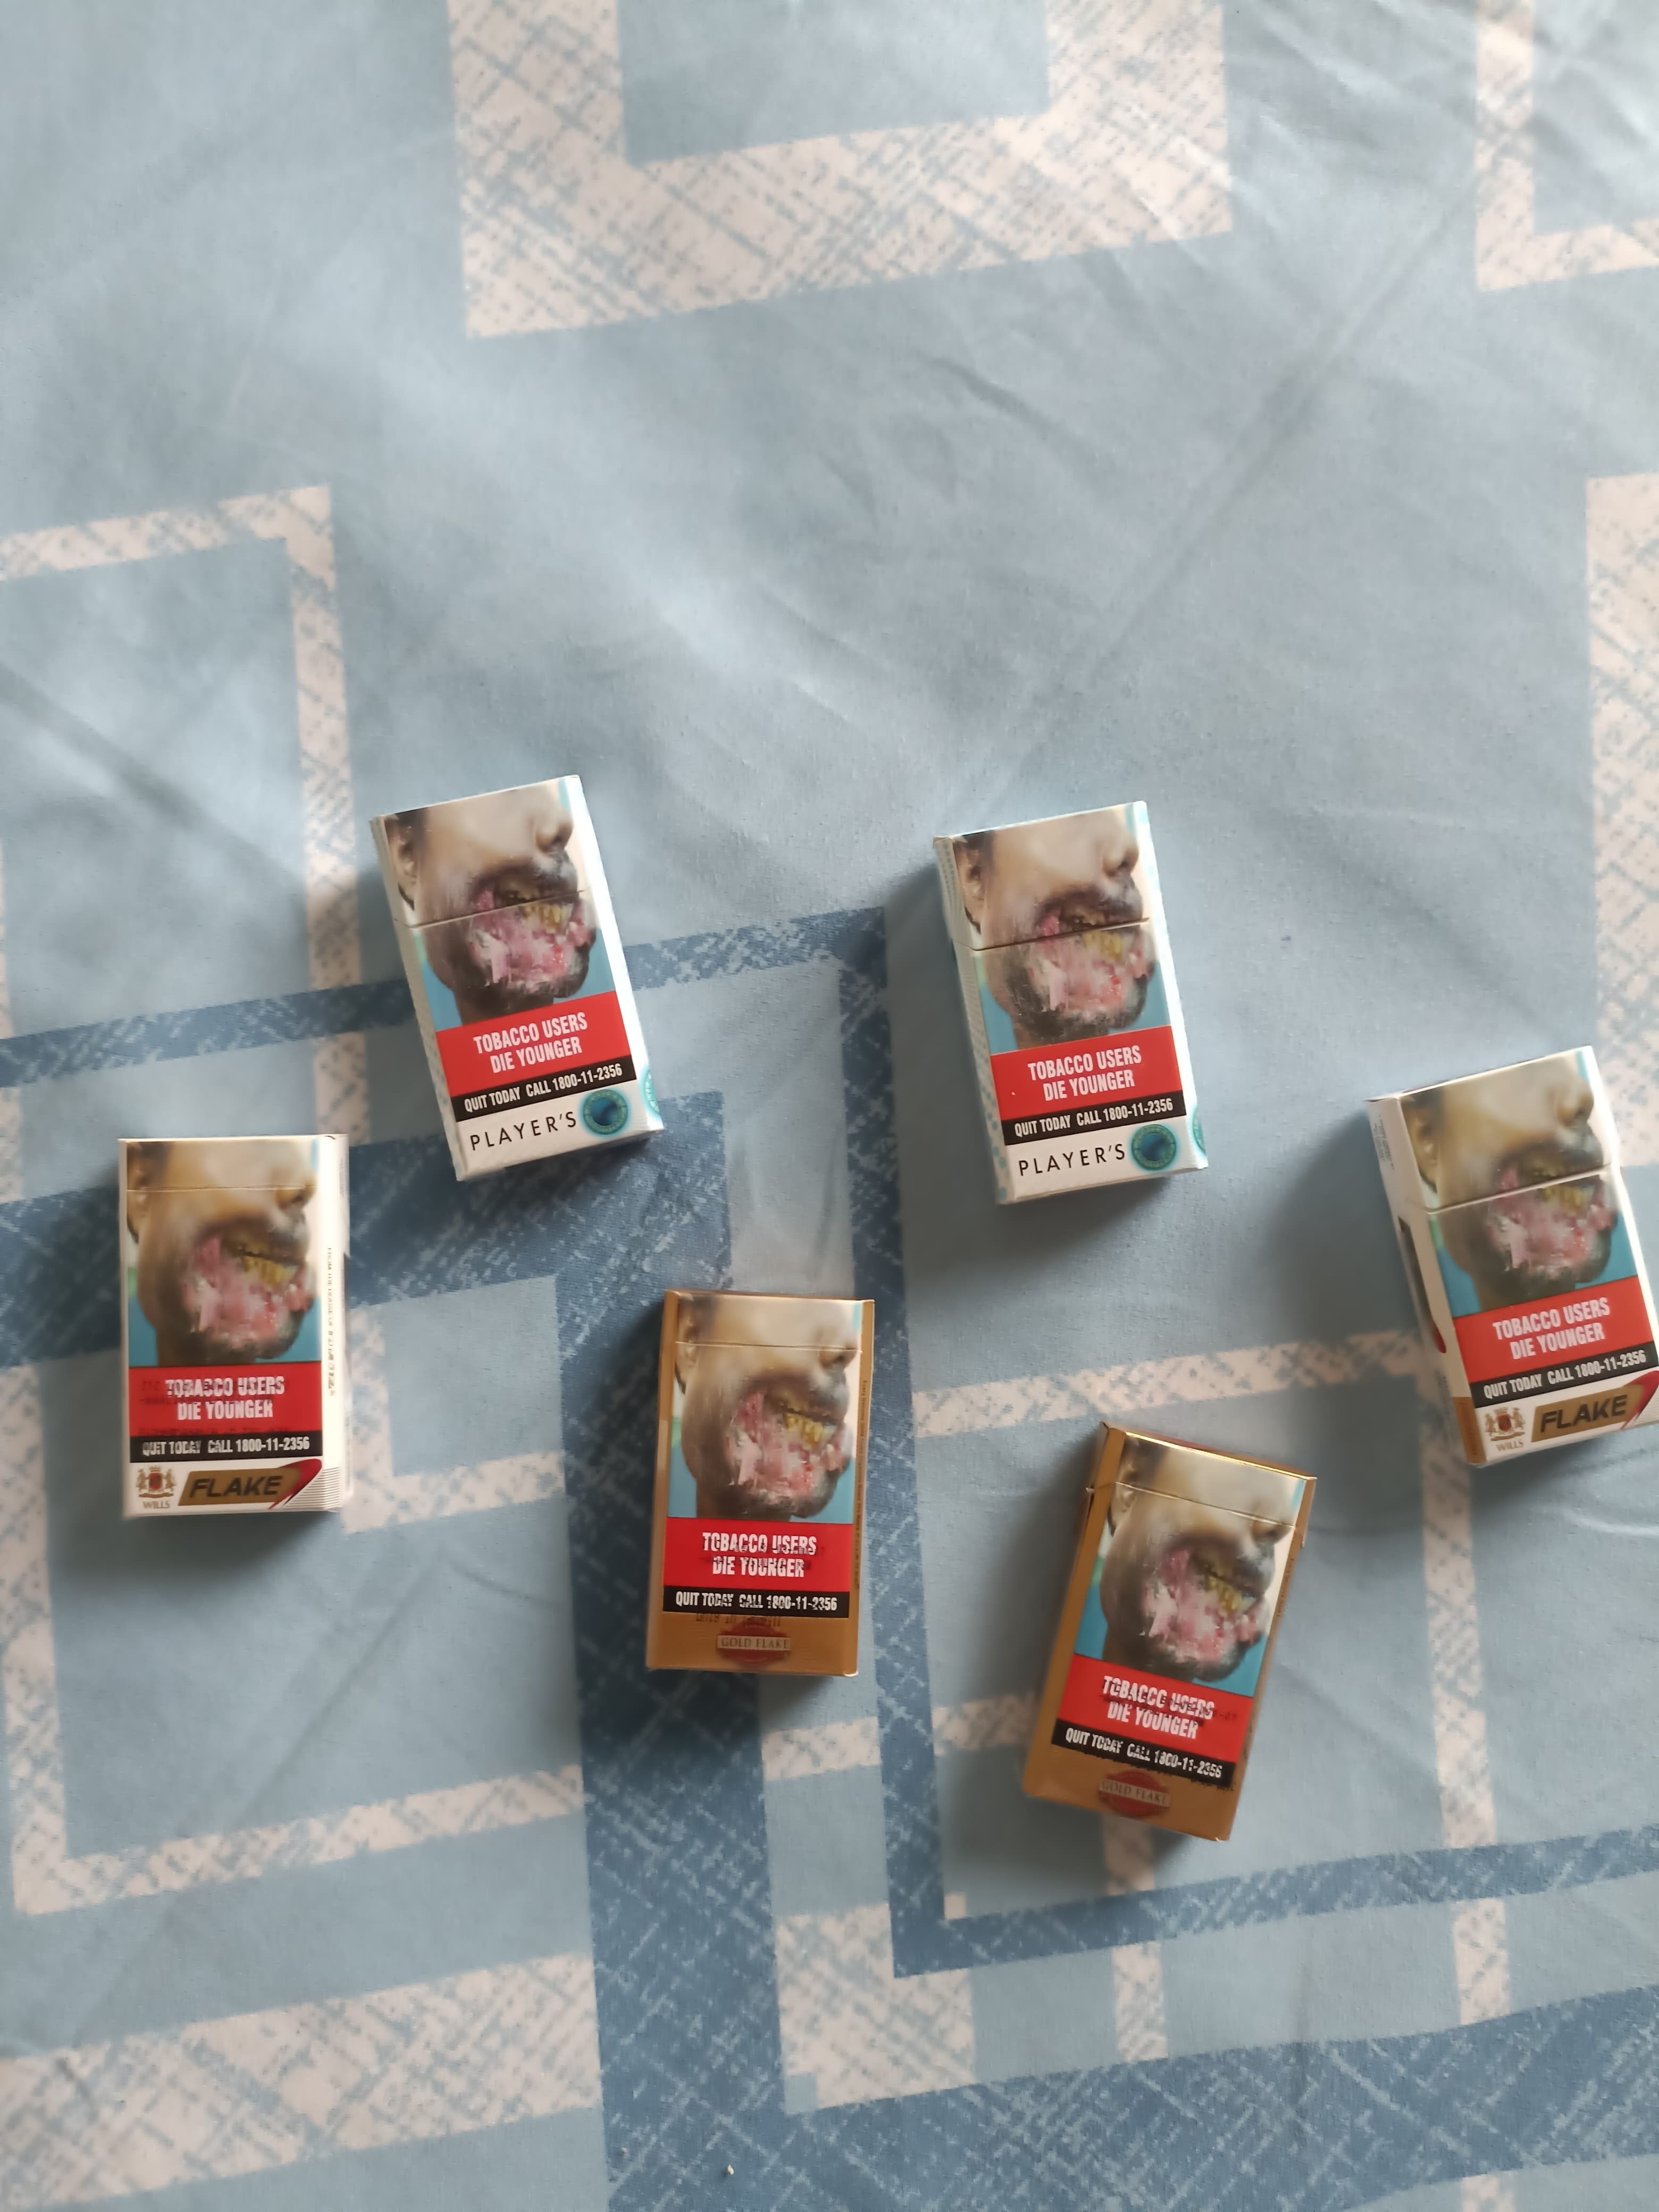 TOBACCO USERS
DIE YOUNGER
QUIT TODAY CALL 1800-11-2356
PLAYER'S
TOBACCO USERS
DIE YOUNGER
QUIT TODAY CALL 1800-11-2356
PLAYER'S
TOBACCO USERS
DIE YOUNGER
QUIT TODAY CALL 1800-11-2356
WILLS
FLAKE
TOBACCO USERS
DIE YOUNGER
QUIT TODAY CALL 1800-11-2356
WILLS
FLAKE
TOBACCO USERS
DIE YOUNGER
QUIT TODAY CALL 1800-11-2356
GOLD FLAKE
TOBACCO USERS
DIE YOUNGER
QUIT TODAY CALL 1800-11-2356
GOLD FLAKE